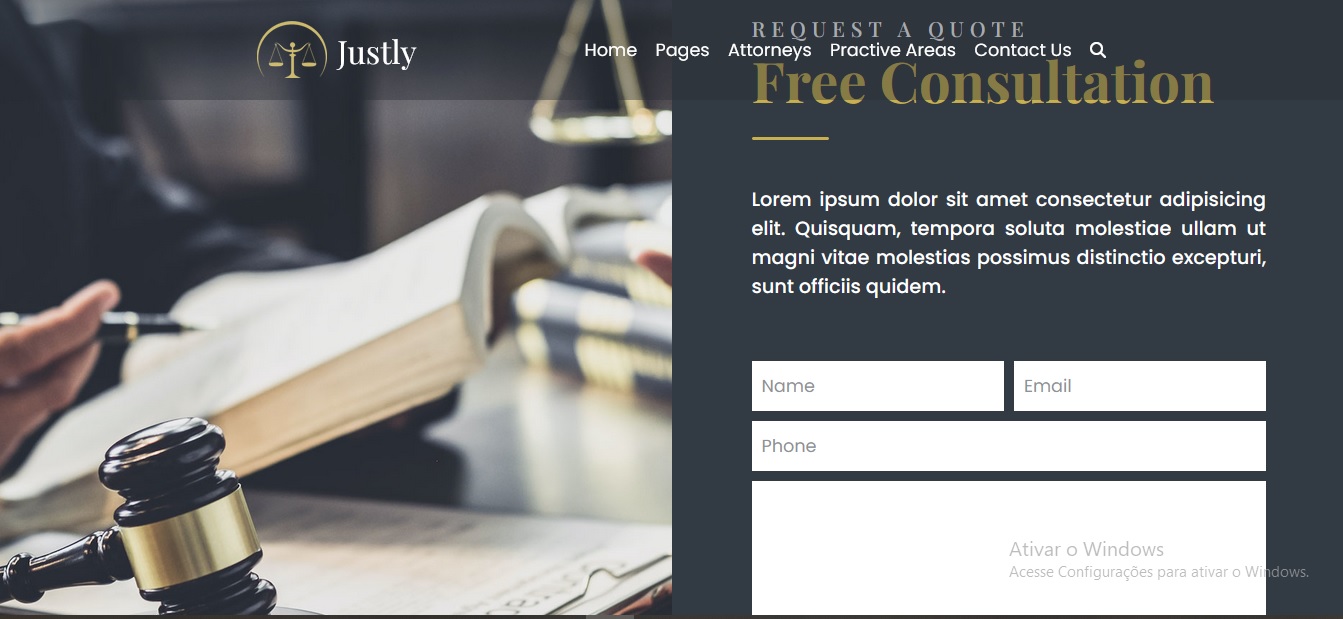 Justly
Home Pages Attorneys Practive Areas Contact Us
REQUEST A QUOTE
Free Consultation
Lorem ipsum dolor sit amet consectetur adipisicing
elit. Quisquam, tempora soluta molestiae ullam ut
magni vitae molestias possimus distinctio excepturi,
sunt officiis quidem.
Name
Email
Phone
Ativar o Windows
Acesse Configurações para ativar o Windows.